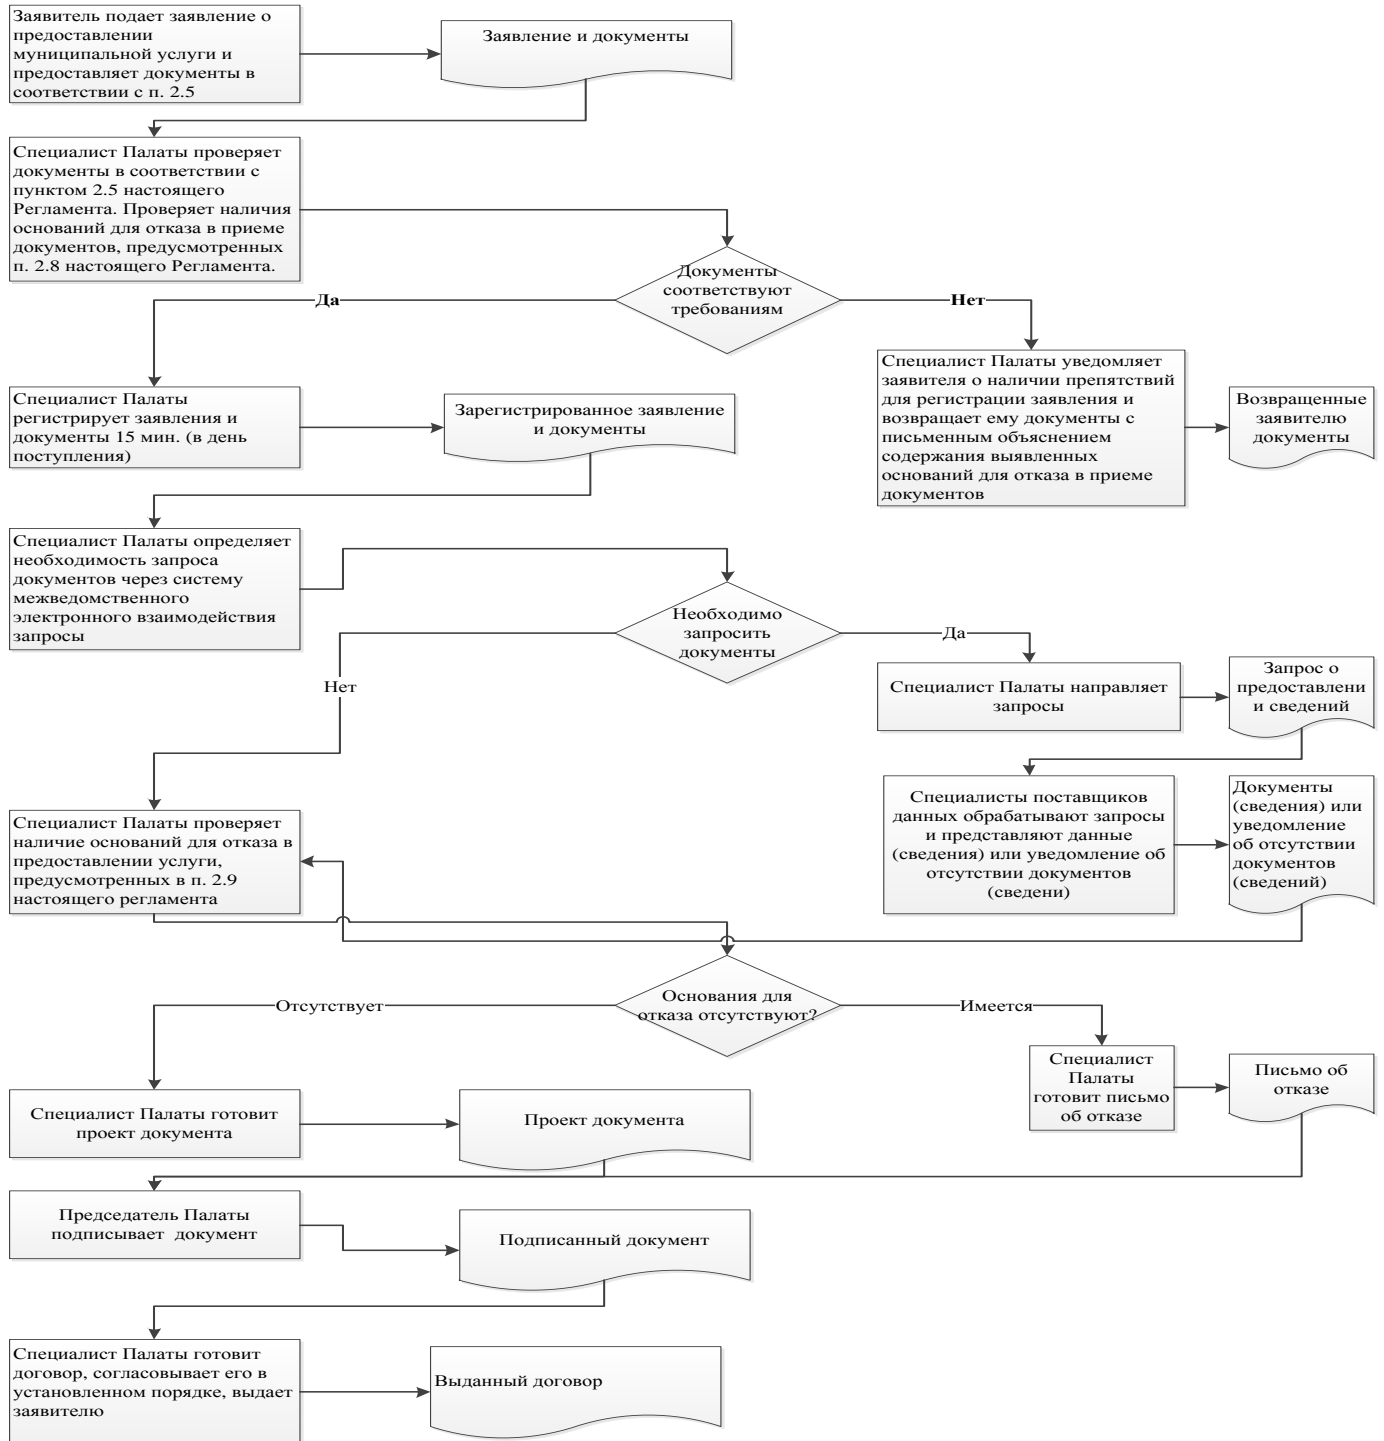 Заявитель подает заявление о
предоставлении
муниципальной услуги и
предоставляет документы в
соответствии с п. 2.5
Заявление и документы
Специалист Палаты проверяет
документы в соответствии с
пунктом 2.5 настоящего
Регламента. Проверяет наличия
оснований для отказа в приеме
документов, предусмотренных
п. 2.8 настоящего Регламента.
Документы
соответствуют
требованиям
Да
Нет
Специалист Палаты
регистрирует заявления и
документы 15 мин. (в день
поступления)
Зарегистрированное заявление
и документы
Специалист Палаты уведомляет
заявителя о наличии препятствий
для регистрации заявления и
возвращает ему документы с
письменным объяснением
содержания выявленных
оснований для отказа в приеме
документов
Возвращенные
заявителю
документы
Специалист Палаты определяет
необходимость запроса
документов через систему
межведомственного
электронного взаимодействия
запросы
Необходимо
запросить
документы
Да
Нет
Специалист Палаты направляет
запросы
Запрос о
предоставлени
и сведений
Специалисты поставщиков
данных обрабатывают запросы
и представляют данные
(сведения) или уведомление об
отсутствии документов
(сведени)
Документы
(сведения) или
уведомление
об отсутствии
документов
(сведений)
Специалист Палаты проверяет
наличие оснований для отказа в
предоставлении услуги,
предусмотренных в п. 2.9
настоящего регламента
Основания для
отказа отсутствуют?
Отсутствует
Имеется
Специалист
Палаты
готовит письмо
об отказе
Письмо об
отказе
Специалист Палаты готовит
проект документа
Проект документа
Председатель Палаты
подписывает документ
Подписанный документ
Специалист Палаты готовит
договор, согласовывает его в
установленном порядке, выдает
заявителю
Выданный договор